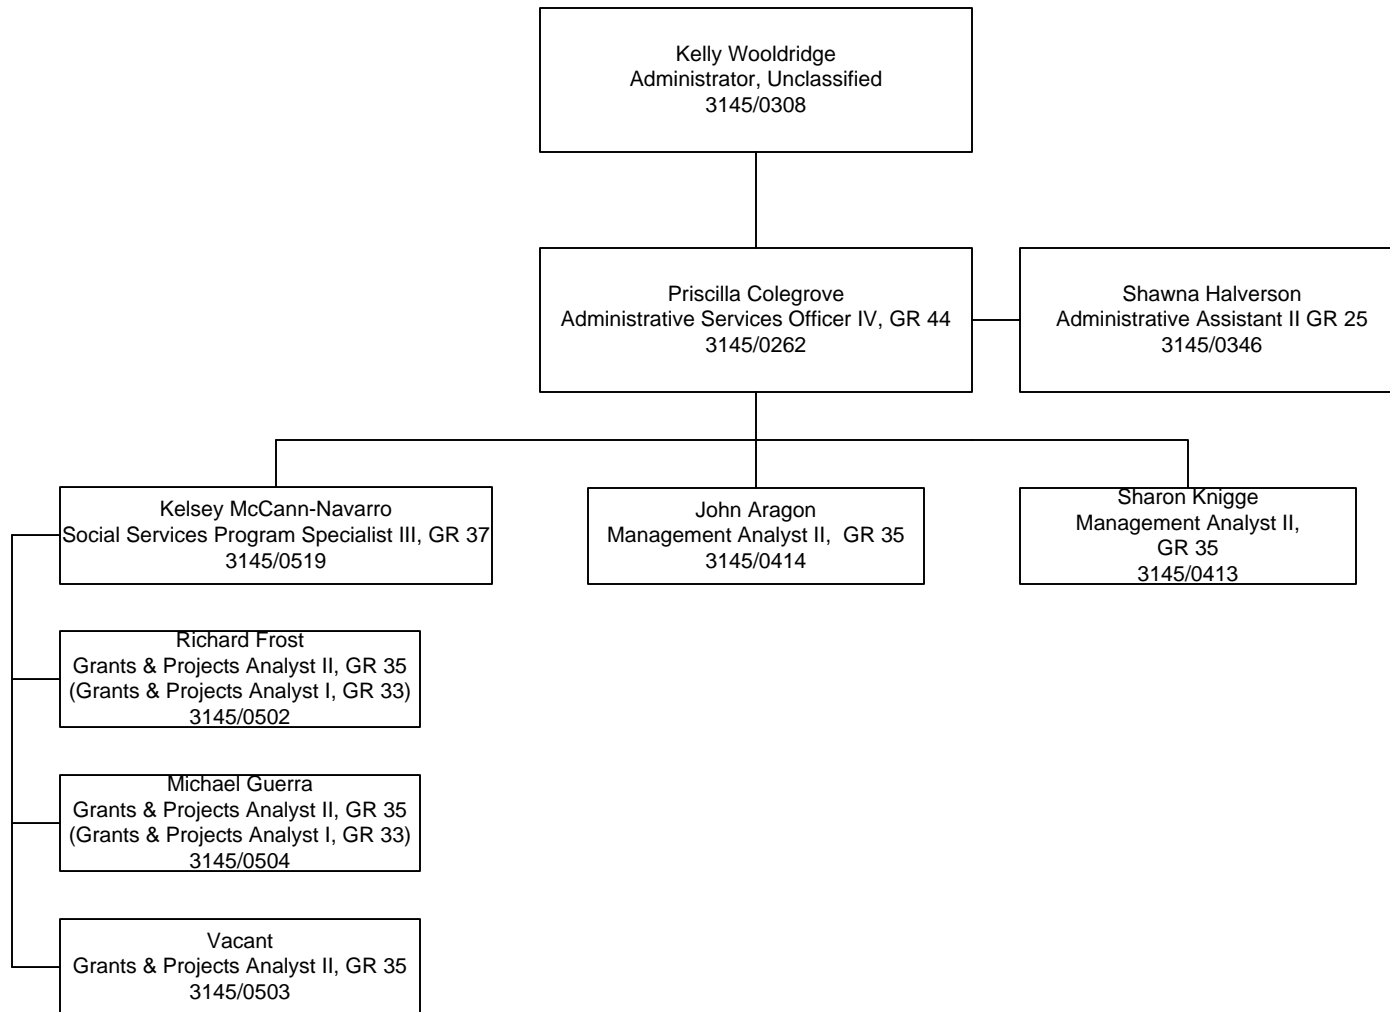 Kelly Wooldridge
Administrator, Unclassified
3145/0308
Priscilla Colegrove
Administrative Services Officer IV, GR 44
3145/0262
Shawna Halverson
Administrative Assistant II GR 25
3145/0346
Kelsey McCann-Navarro
Social Services Program Specialist III, GR 37
3145/0519
John Aragon
Management Analyst II,  GR 35
3145/0414
Sharon Knigge
Management Analyst II,
GR 35
3145/0413
Richard Frost
Grants & Projects Analyst II, GR 35
(Grants & Projects Analyst I, GR 33)
3145/0502
Michael Guerra
Grants & Projects Analyst II, GR 35
(Grants & Projects Analyst I, GR 33)
3145/0504
Vacant
Grants & Projects Analyst II, GR 35
3145/0503